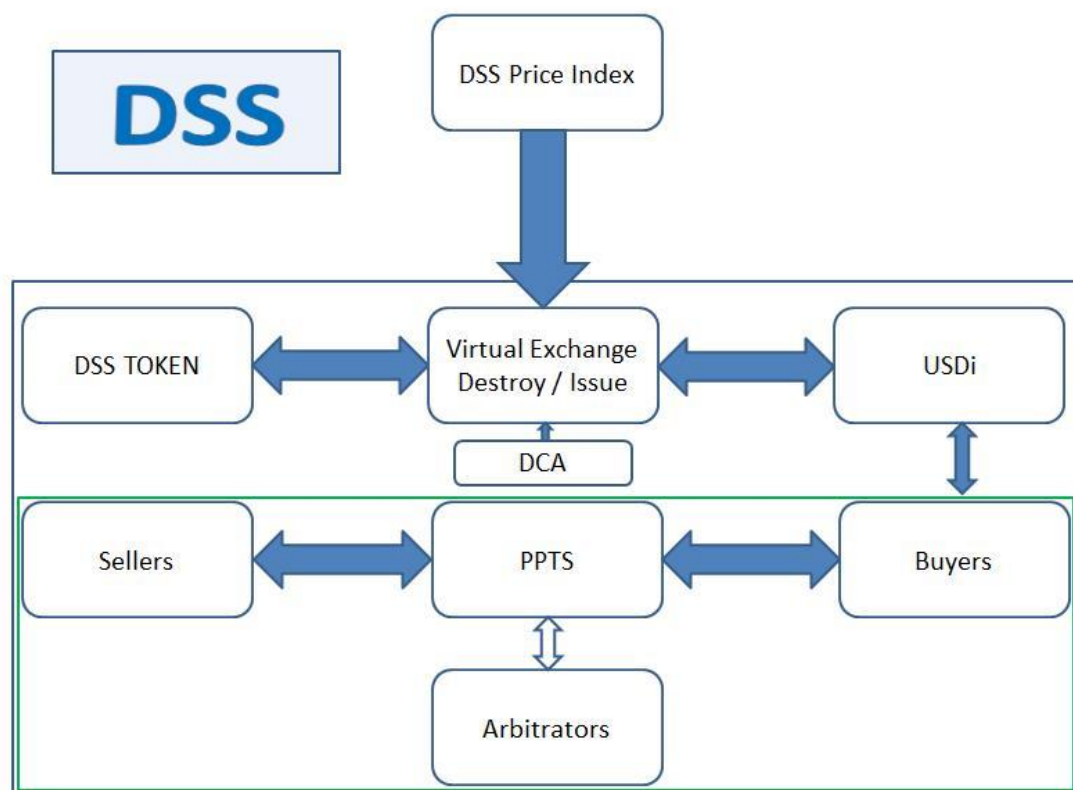 DSS
DSS Price Index
DSS TOKEN
Virtual Exchange
Destroy / Issue
USDi
DCA
Sellers
PPTS
Buyers
Arbitrators